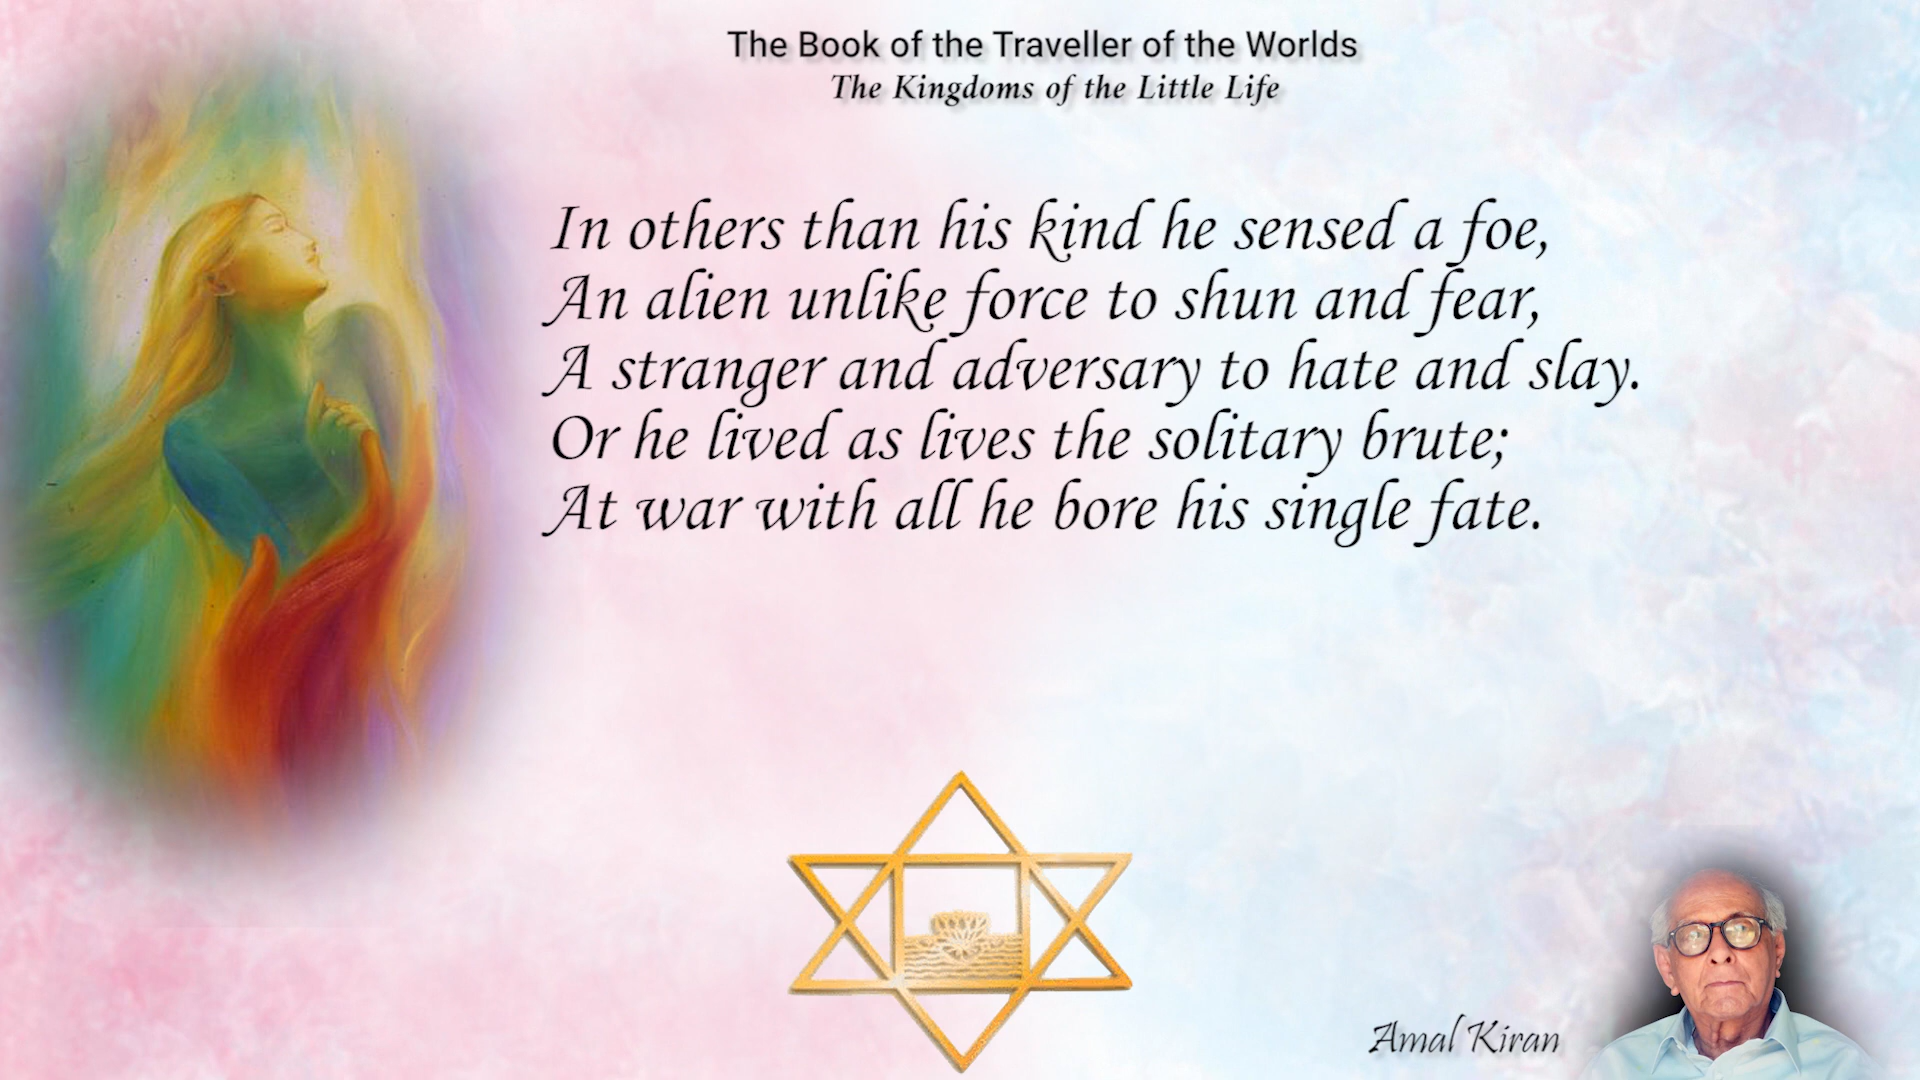 The Book of the Traveller of the Worlds
The Kingdoms of the Little Life
In others than his kind he sensed a foe,
An alien unlike force to shun and fear,
A stranger and adversary to hate and slay.
Or he lived as lives the solitary brute;
At war with all he bore his single fate.
Amal Kiran